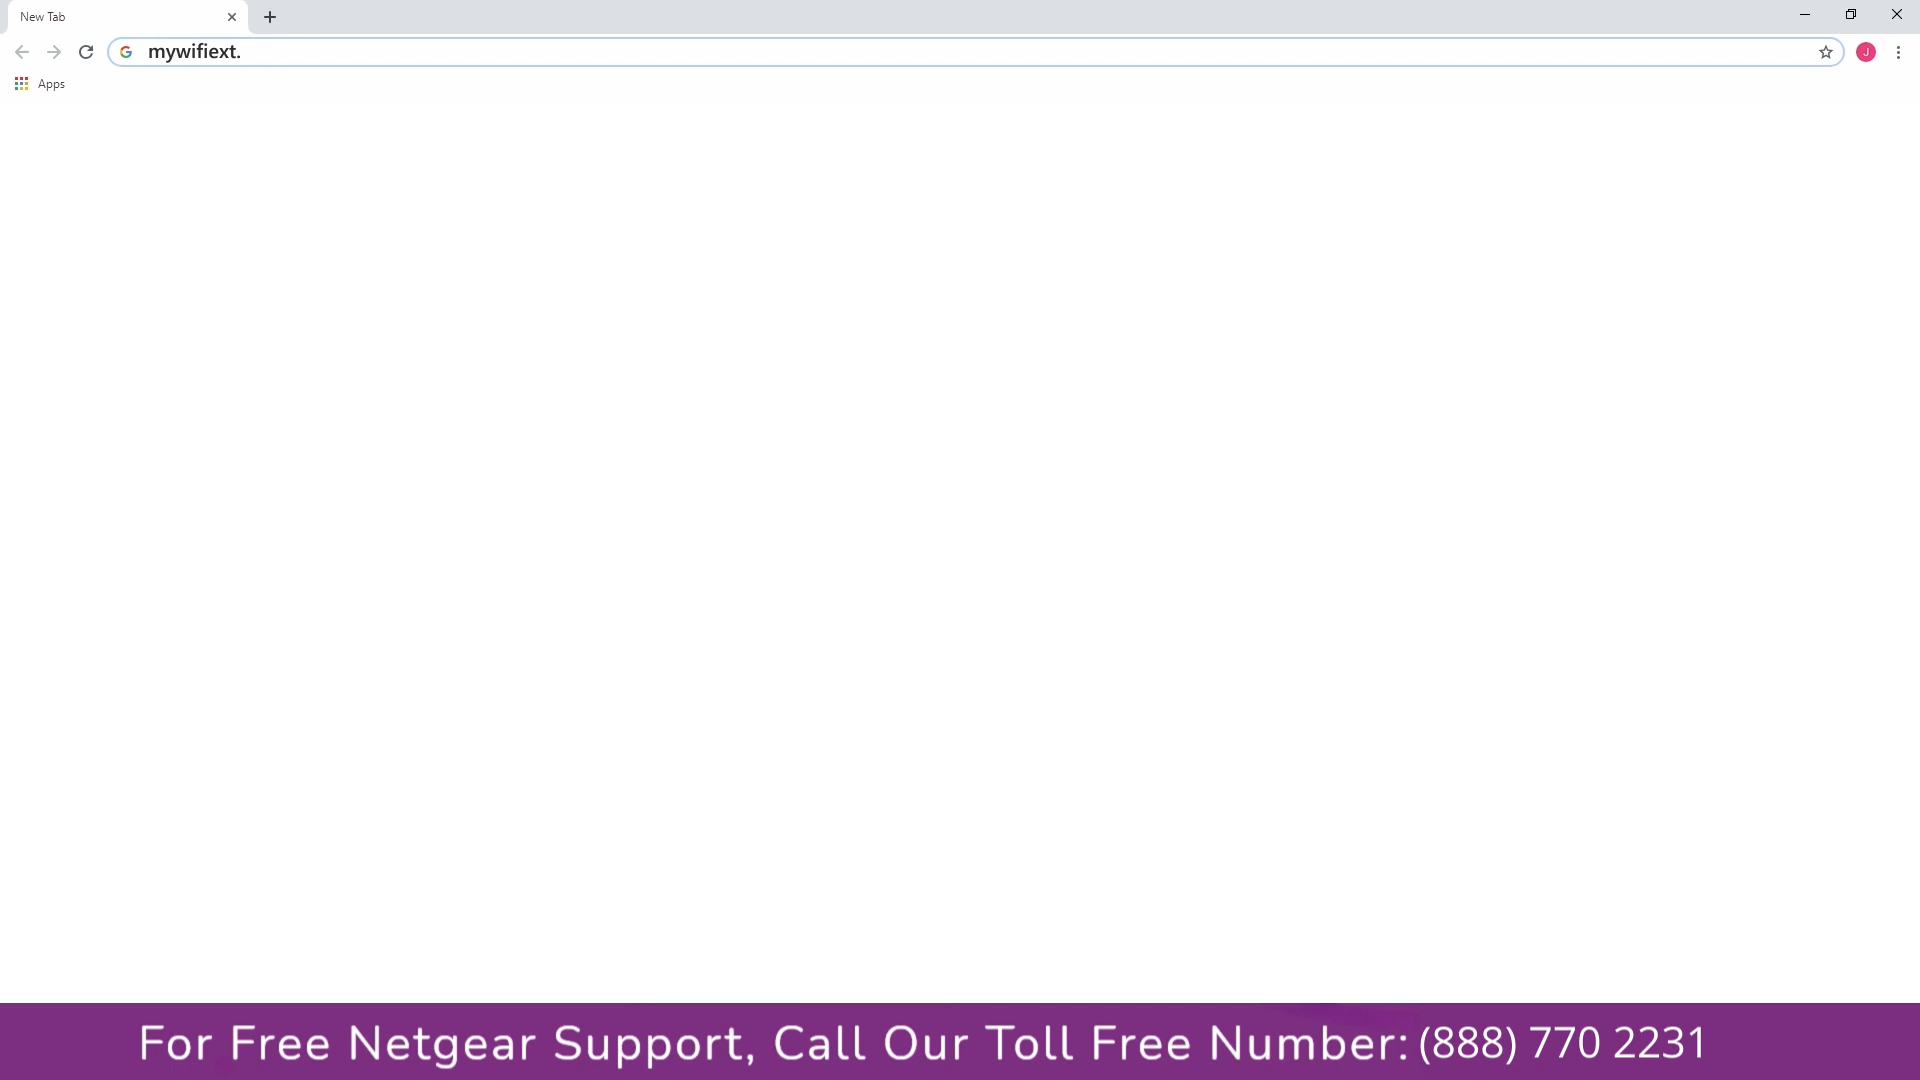 New Tab
mywifiext.
J
Apps
For Free Netgear Support, Call Our Toll Free Number: (888) 770 2231